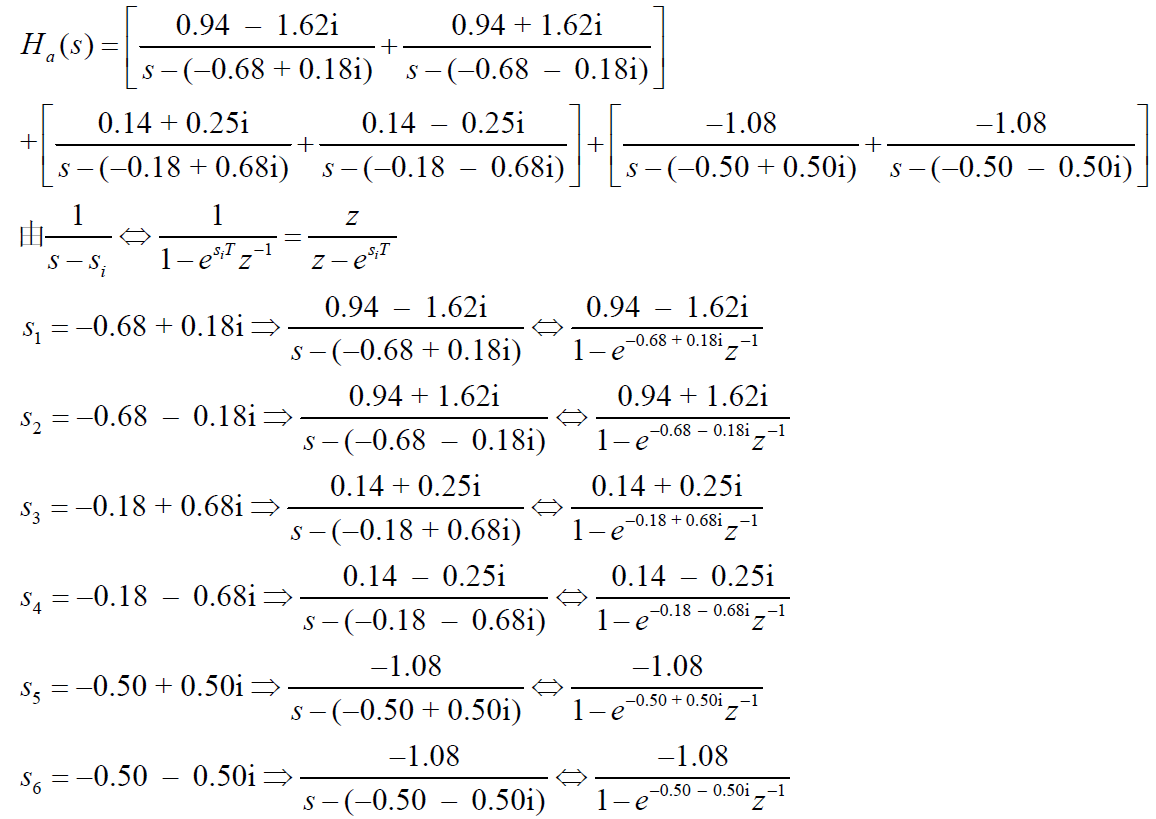 H_a(s) = [ (0.94 – 1.62i)/(s–(–0.68 + 0.18i)) + (0.94 + 1.62i)/(s–(–0.68 – 0.18i)) ]
+ [ (0.14 + 0.25i)/(s–(–0.18 + 0.68i)) + (0.14 – 0.25i)/(s–(–0.18 – 0.68i)) ] + [ (–1.08)/(s–(–0.50 + 0.50i)) + (–1.08)/(s–(–0.50 – 0.50i)) ]
由 1/(s – s_i) ⇔ 1/(1– e^{s_i T} z^{–1}) = z/(z – e^{s_i T})
s_1 = –0.68 + 0.18i ⇒ (0.94 – 1.62i)/(s–(–0.68 + 0.18i)) ⇔ (0.94 – 1.62i)/(1– e^{–0.68 + 0.18i} z^{–1})
s_2 = –0.68 – 0.18i ⇒ (0.94 + 1.62i)/(s–(–0.68 – 0.18i)) ⇔ (0.94 + 1.62i)/(1– e^{–0.68 – 0.18i} z^{–1})
s_3 = –0.18 + 0.68i ⇒ (0.14 + 0.25i)/(s–(–0.18 + 0.68i)) ⇔ (0.14 + 0.25i)/(1– e^{–0.18 + 0.68i} z^{–1})
s_4 = –0.18 – 0.68i ⇒ (0.14 – 0.25i)/(s–(–0.18 – 0.68i)) ⇔ (0.14 – 0.25i)/(1– e^{–0.18 – 0.68i} z^{–1})
s_5 = –0.50 + 0.50i ⇒ (–1.08)/(s–(–0.50 + 0.50i)) ⇔ (–1.08)/(1– e^{–0.50 + 0.50i} z^{–1})
s_6 = –0.50 – 0.50i ⇒ (–1.08)/(s–(–0.50 – 0.50i)) ⇔ (–1.08)/(1– e^{–0.50 – 0.50i} z^{–1})